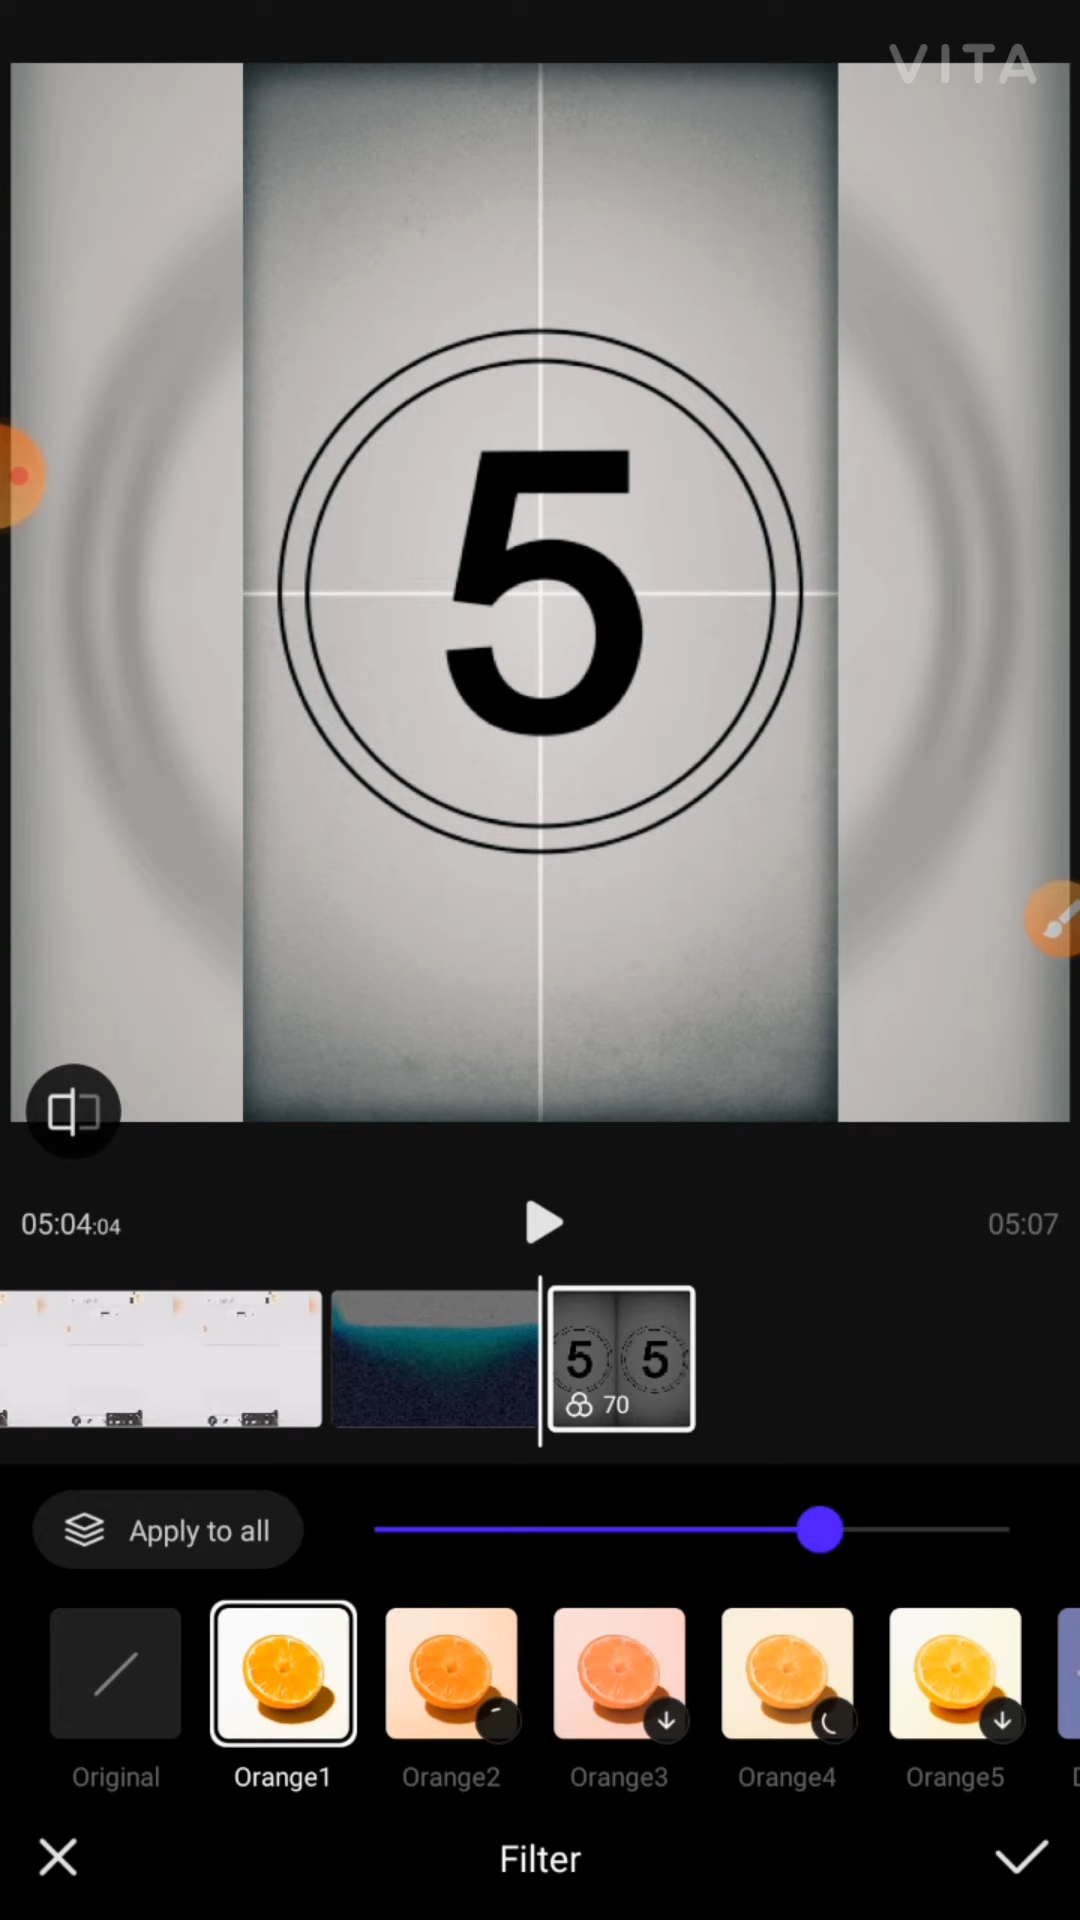 VITA
5
05:04:04
05:07
5 5
70
Apply to all
Original Orange1 Orange2 Orange3 Orange4 Orange5 D
Filter